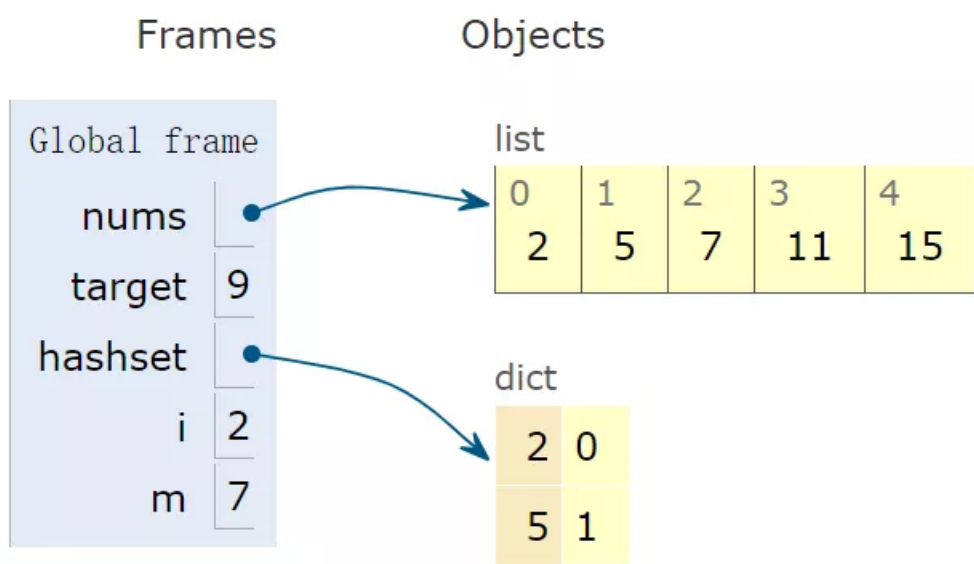 Frames Objects
Global frame
nums
target 9
hashset
i 2
m 7
list
0 1 2 3 4
2 5 7 11 15
dict
2 0
5 1